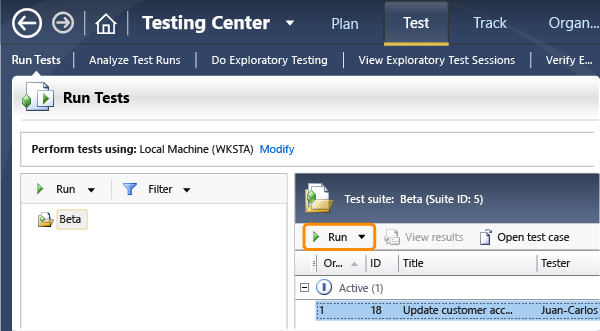 Testing Center Plan Test Track Organ...
Run Tests Analyze Test Runs Do Exploratory Testing View Exploratory Test Sessions Verify E...
Run Tests
Perform tests using: Local Machine (WKSTA) Modify
Run Filter
Beta
Test suite: Beta (Suite ID: 5)
Run View results Open test case
Or... ID Title Tester
Active (1)
1 18 Update customer acc... Juan-Carlos